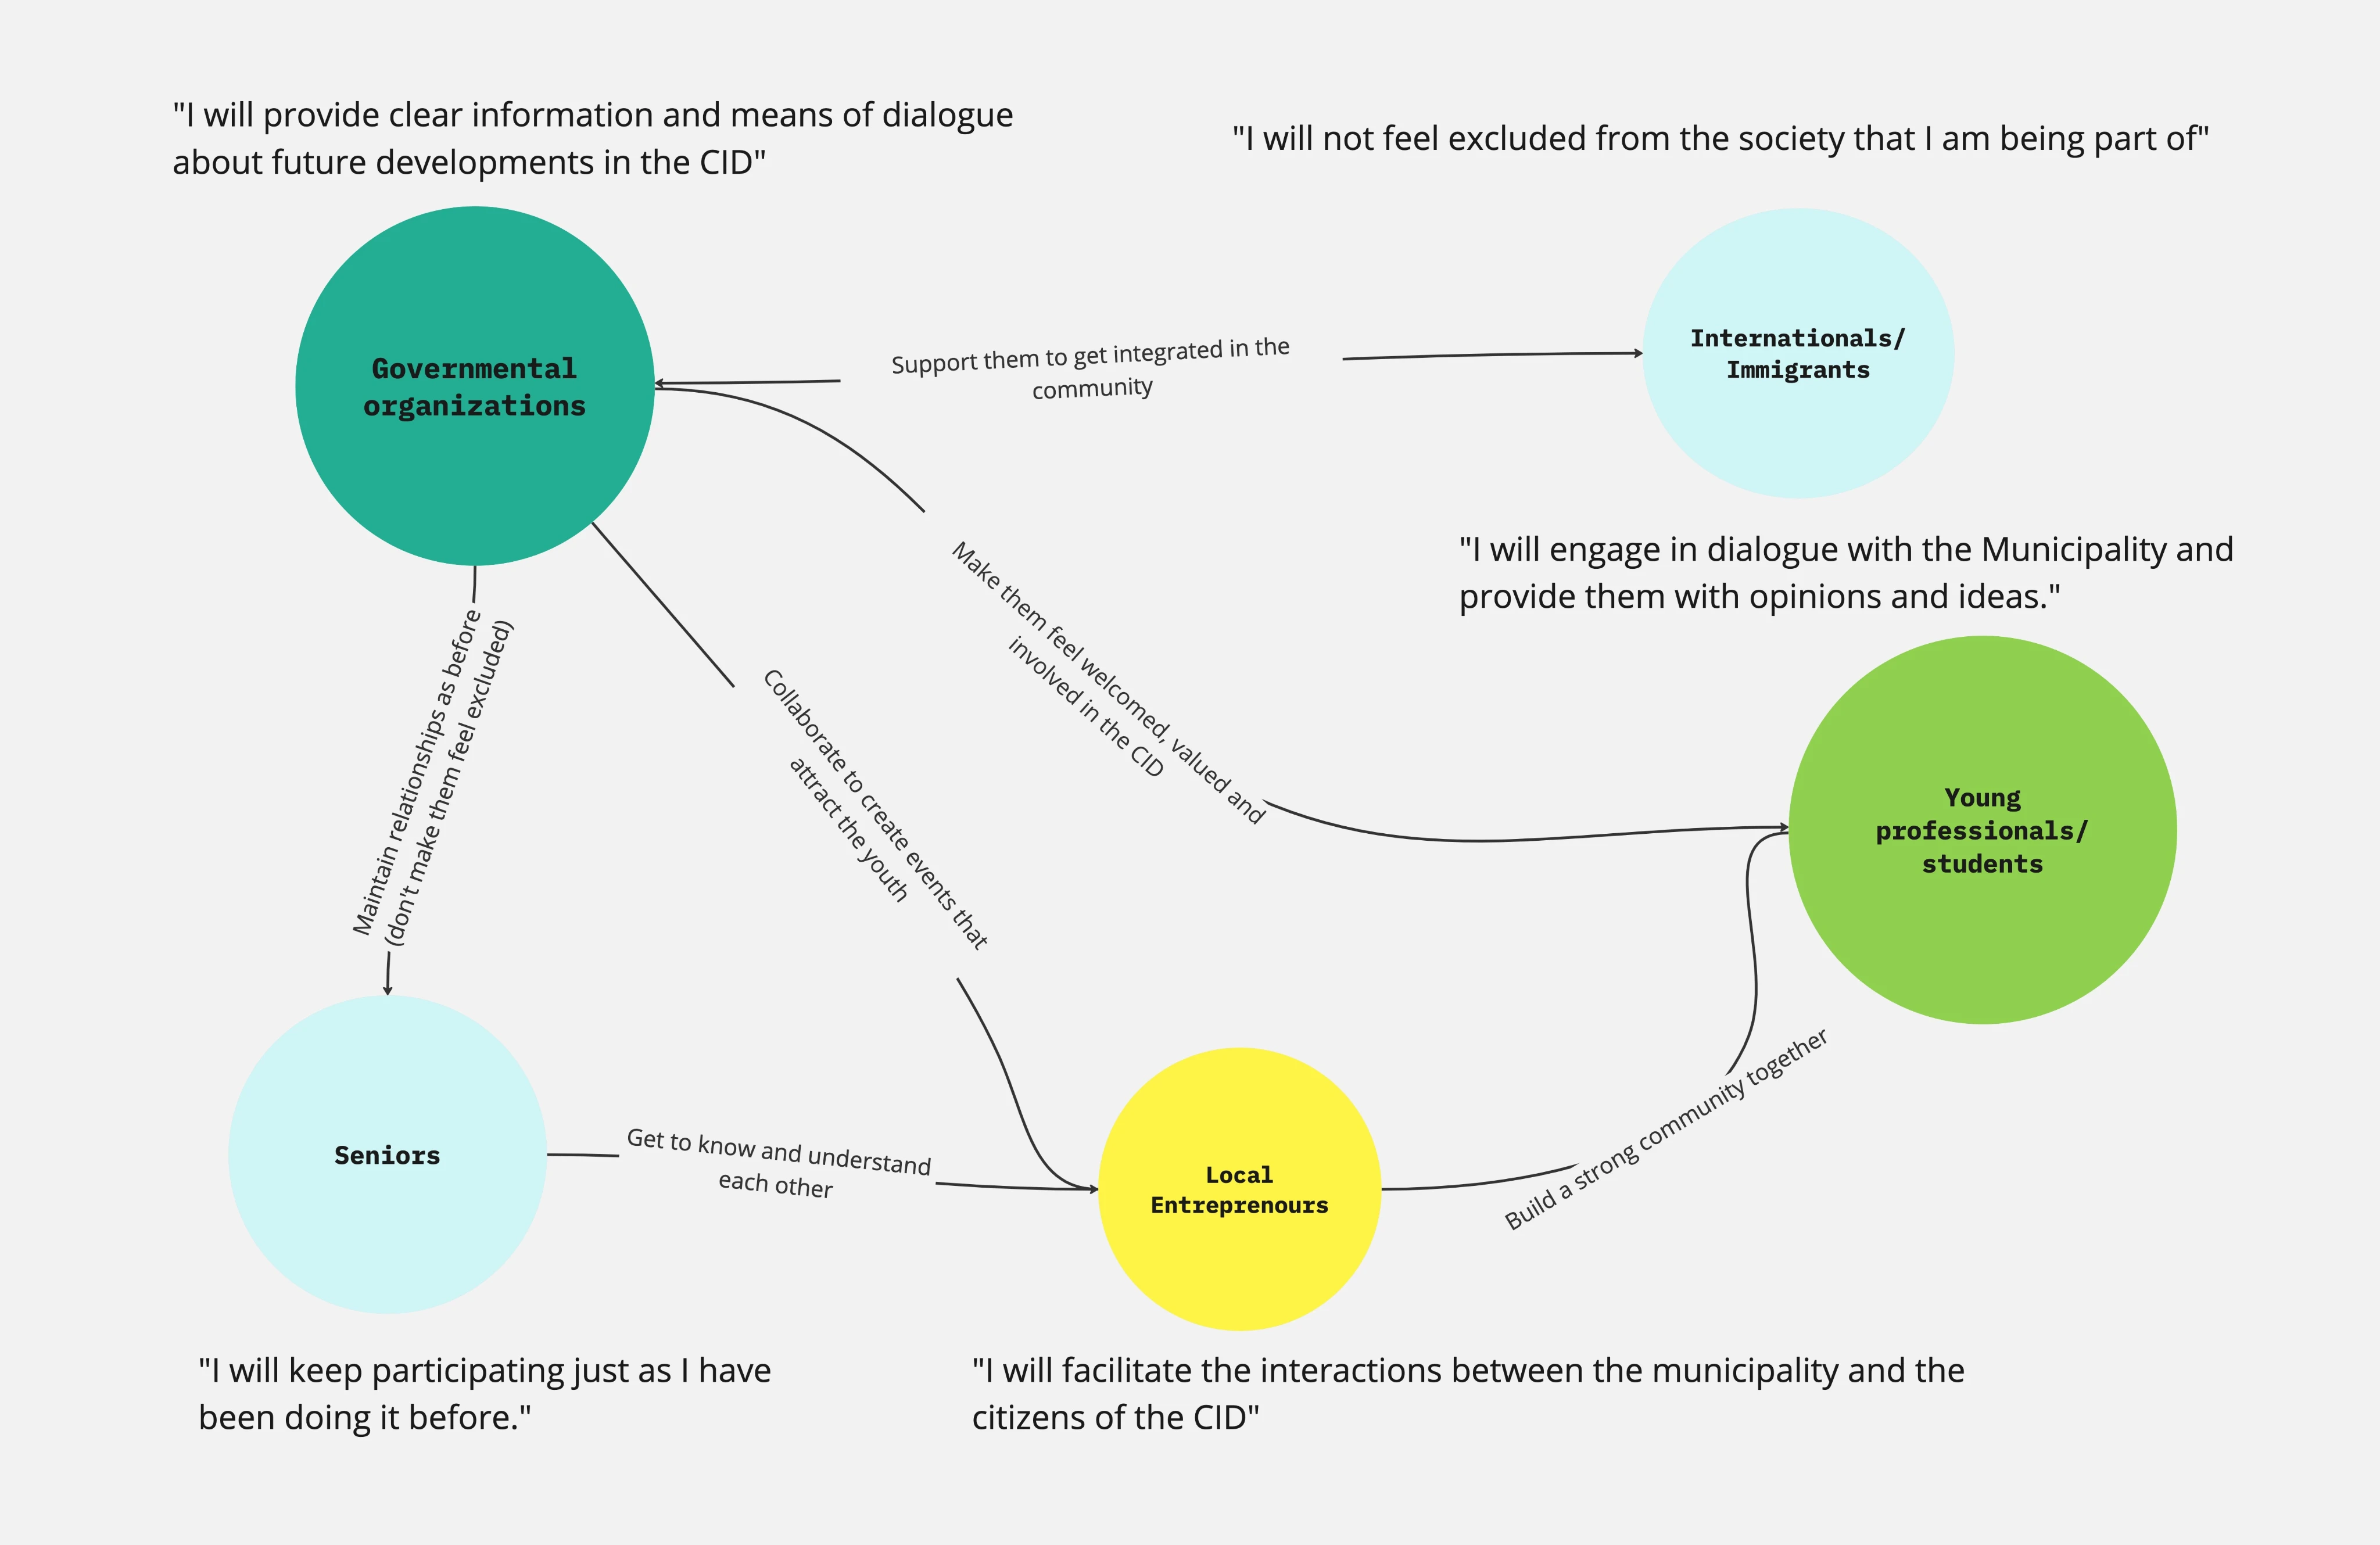 "I will provide clear information and means of dialogue
about future developments in the CID"
"I will not feel excluded from the society that I am being part of"
Governmental
organizations
Support them to get integrated in the
community
Internationals/
Immigrants
"I will engage in dialogue with the Municipality and
provide them with opinions and ideas."
Make them feel welcomed, valued and
involved in the CID
Maintain relationships as before
(don't make them feel excluded)
Collaborate to create events that
attract the youth
Young
professionals/
students
Seniors
Get to know and understand
each other
Local
Entreprenours
Build a strong community together
"I will keep participating just as I have
been doing it before."
"I will facilitate the interactions between the municipality and the
citizens of the CID"